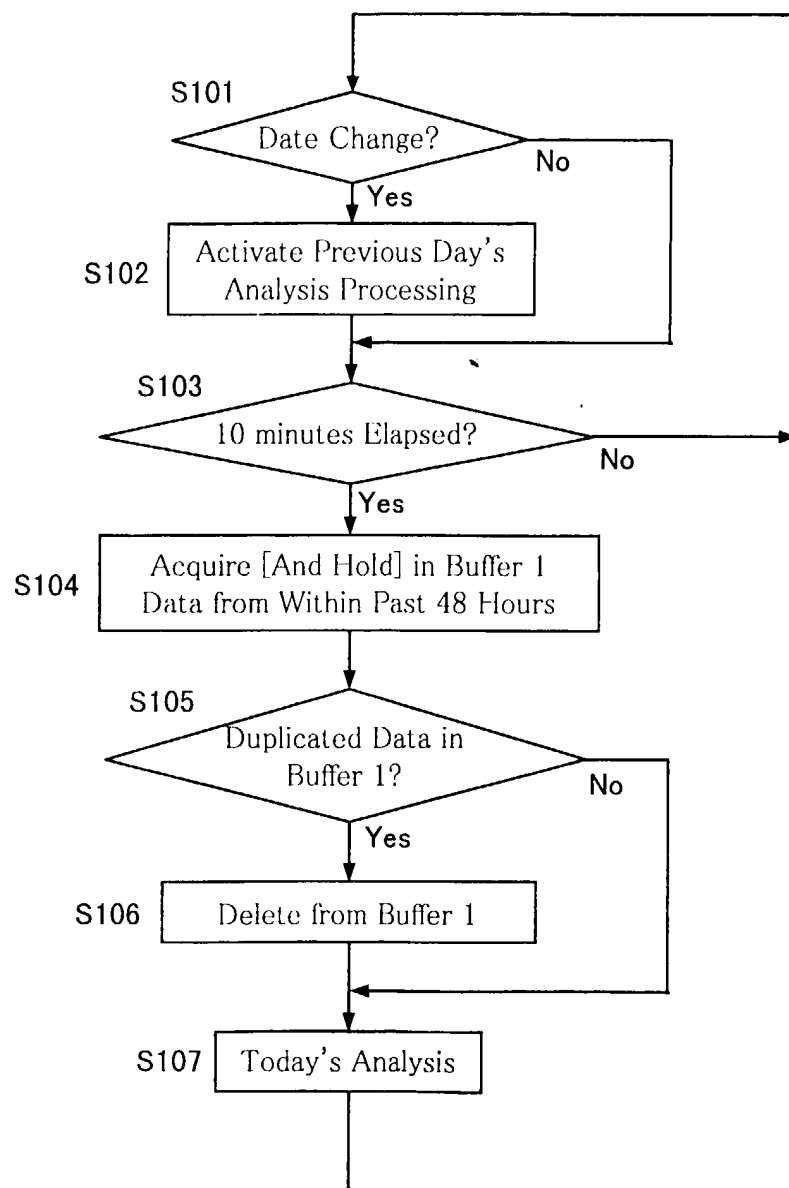 S101
Date Change?
No
Yes
S102
Activate Previous Day's
Analysis Processing
S103
10 minutes Elapsed?
No
Yes
S104
Acquire [And Hold] in Buffer 1
Data from Within Past 48 Hours
S105
Duplicated Data in
Buffer 1?
No
Yes
S106
Delete from Buffer 1
S107
Today's Analysis